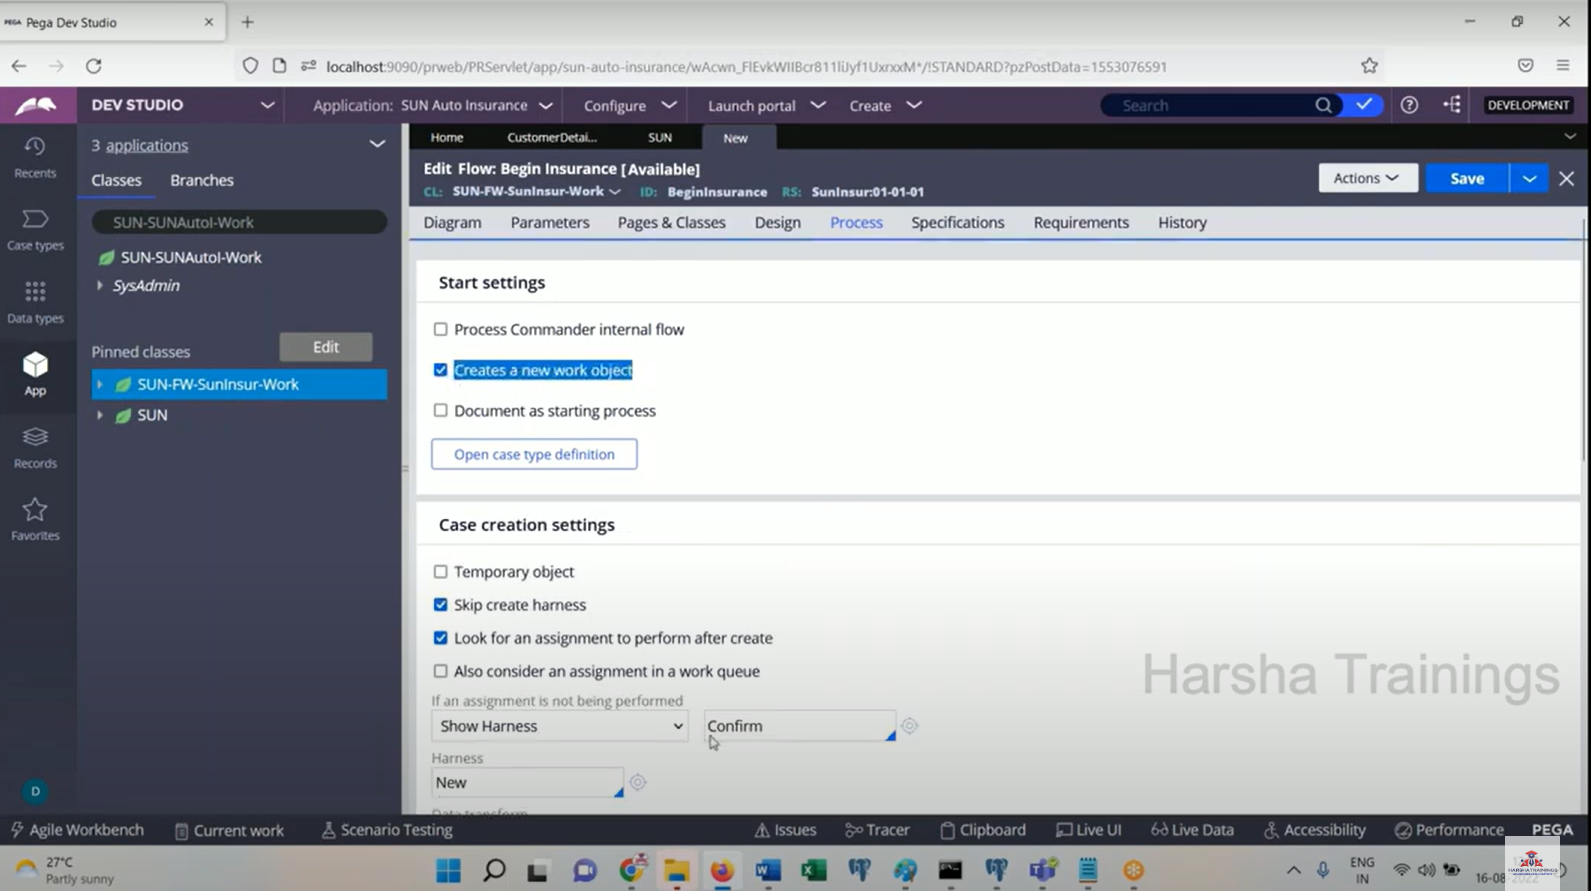 PEGA Pega Dev Studio
localhost:9090/prweb/PRServlet/app/sun-auto-insurance/wAcwn_FlEvkWIIBcr811liJyf1UxrxxM*/!STANDARD?pzPostData=1553076591
DEV STUDIO Application: SUN Auto Insurance Configure Launch portal Create Search DEVELOPMENT
Recents
Case types
Data types
App
Records
Favorites
D
3 applications
Classes Branches
SUN-SUNAutoI-Work
SUN-SUNAutoI-Work
SysAdmin
Pinned classes Edit
SUN-FW-SunInsur-Work
SUN
Home CustomerDetai... SUN New
Edit Flow: Begin Insurance [Available]
CL: SUN-FW-SunInsur-Work ID: BeginInsurance RS: SunInsur:01-01-01
Actions Save
Diagram Parameters Pages & Classes Design Process Specifications Requirements History
Start settings
Process Commander internal flow
Creates a new work object
Document as starting process
Open case type definition
Case creation settings
Temporary object
Skip create harness
Look for an assignment to perform after create
Also consider an assignment in a work queue
If an assignment is not being performed
Show Harness Confirm
Harness
New
Data transform
Harsha Trainings
Agile Workbench Current work Scenario Testing Issues Tracer Clipboard Live UI Live Data Accessibility Performance PEGA
27°C
Partly sunny
ENG
IN
16-08-2022
HARSHA TRAININGS